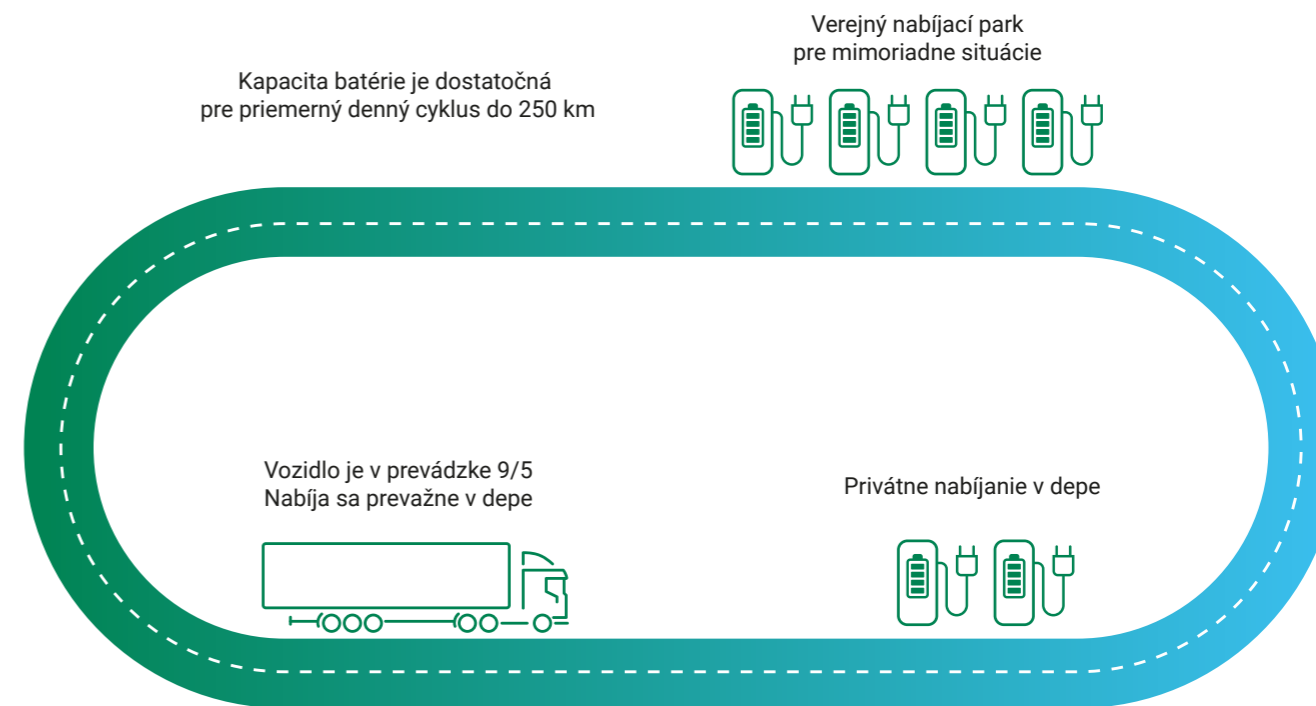 Verejný nabíjací park
pre mimoriadne situácie
Kapacita batérie je dostatočná
pre priemerný denný cyklus do 250 km
Vozidlo je v prevádzke 9/5
Nabíja sa prevažne v depe
Privátne nabíjanie v depe